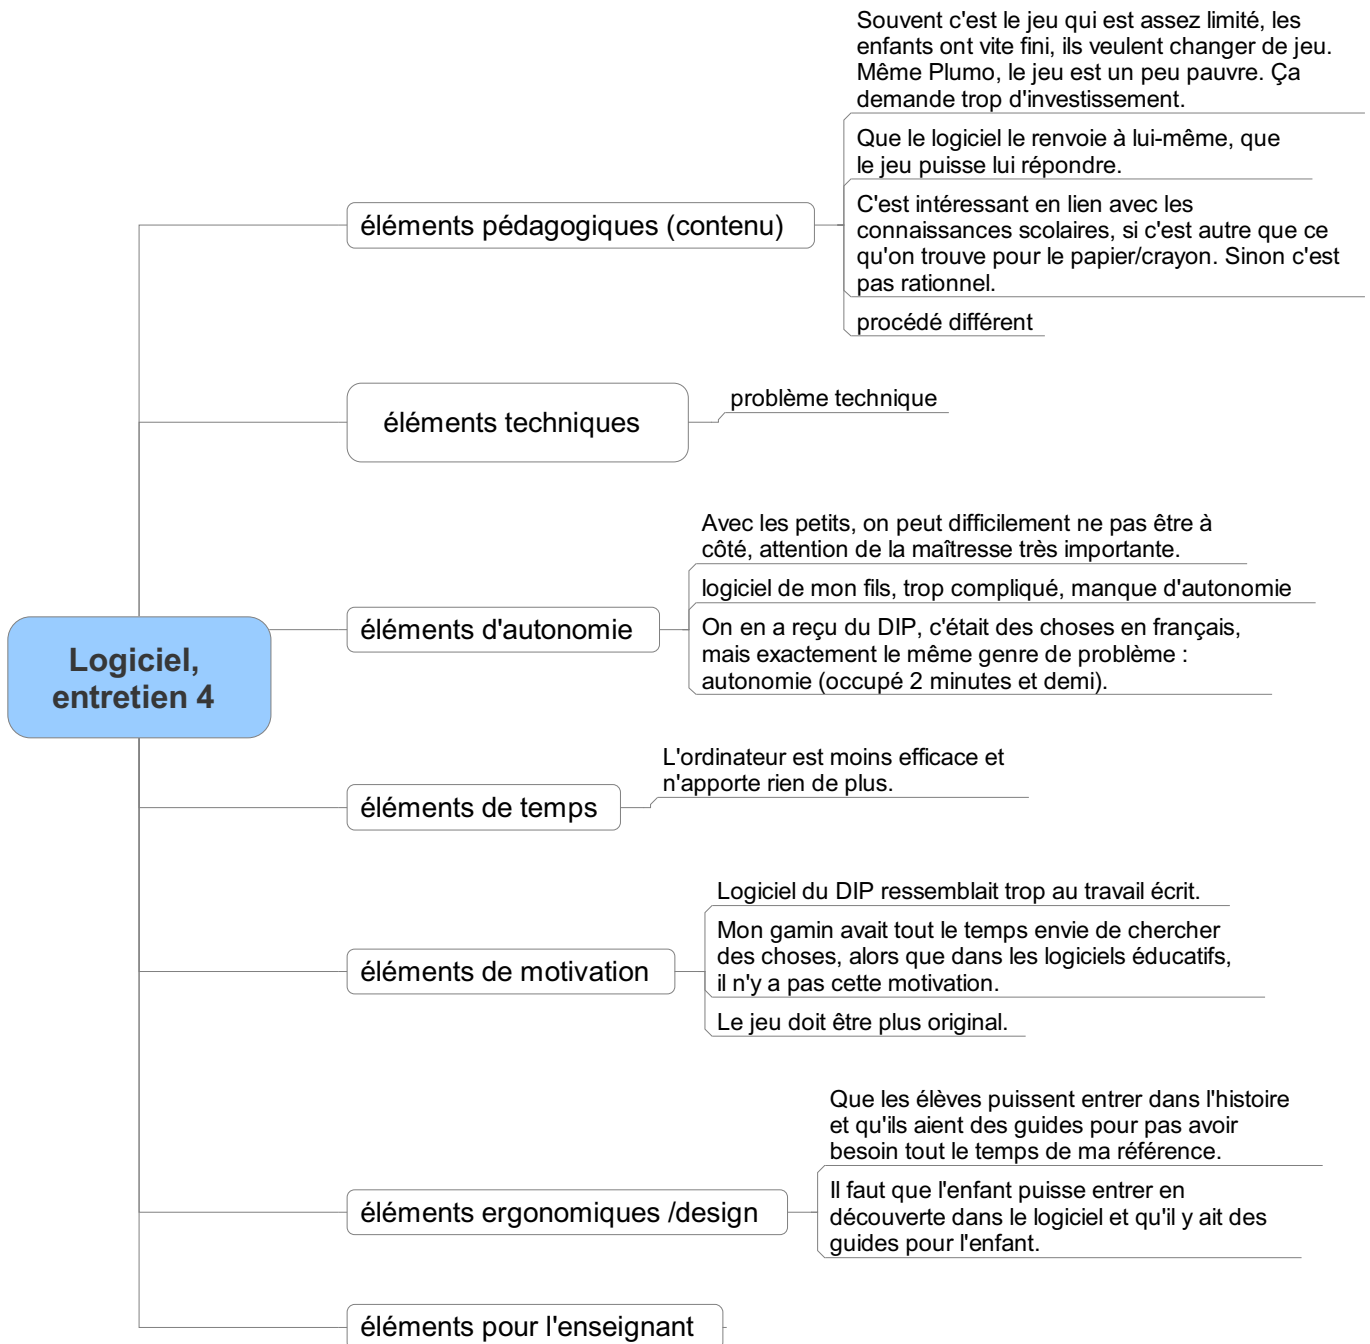 Souvent c'est le jeu qui est assez limité, les
enfants ont vite fini, ils veulent changer de jeu.
Même Plumo, le jeu est un peu pauvre. Ça
demande trop d'investissement.
Que le logiciel le renvoie à lui-même, que
le jeu puisse lui répondre.
éléments pédagogiques (contenu)
C'est intéressant en lien avec les
connaissances scolaires, si c'est autre que ce
qu'on trouve pour le papier/crayon. Sinon c'est
pas rationnel.
procédé différent
éléments techniques
problème technique
Avec les petits, on peut difficilement ne pas être à
côté, attention de la maîtresse très importante.
logiciel de mon fils, trop compliqué, manque d'autonomie
éléments d'autonomie
On en a reçu du DIP, c'était des choses en français,
mais exactement le même genre de problème :
autonomie (occupé 2 minutes et demi).
Logiciel,
entretien 4
L'ordinateur est moins efficace et
n'apporte rien de plus.
éléments de temps
Logiciel du DIP ressemblait trop au travail écrit.
Mon gamin avait tout le temps envie de chercher
des choses, alors que dans les logiciels éducatifs,
il n'y a pas cette motivation.
éléments de motivation
Le jeu doit être plus original.
Que les élèves puissent entrer dans l'histoire
et qu'ils aient des guides pour pas avoir
besoin tout le temps de ma référence.
éléments ergonomiques /design
Il faut que l'enfant puisse entrer en
découverte dans le logiciel et qu'il y ait des
guides pour l'enfant.
éléments pour l'enseignant